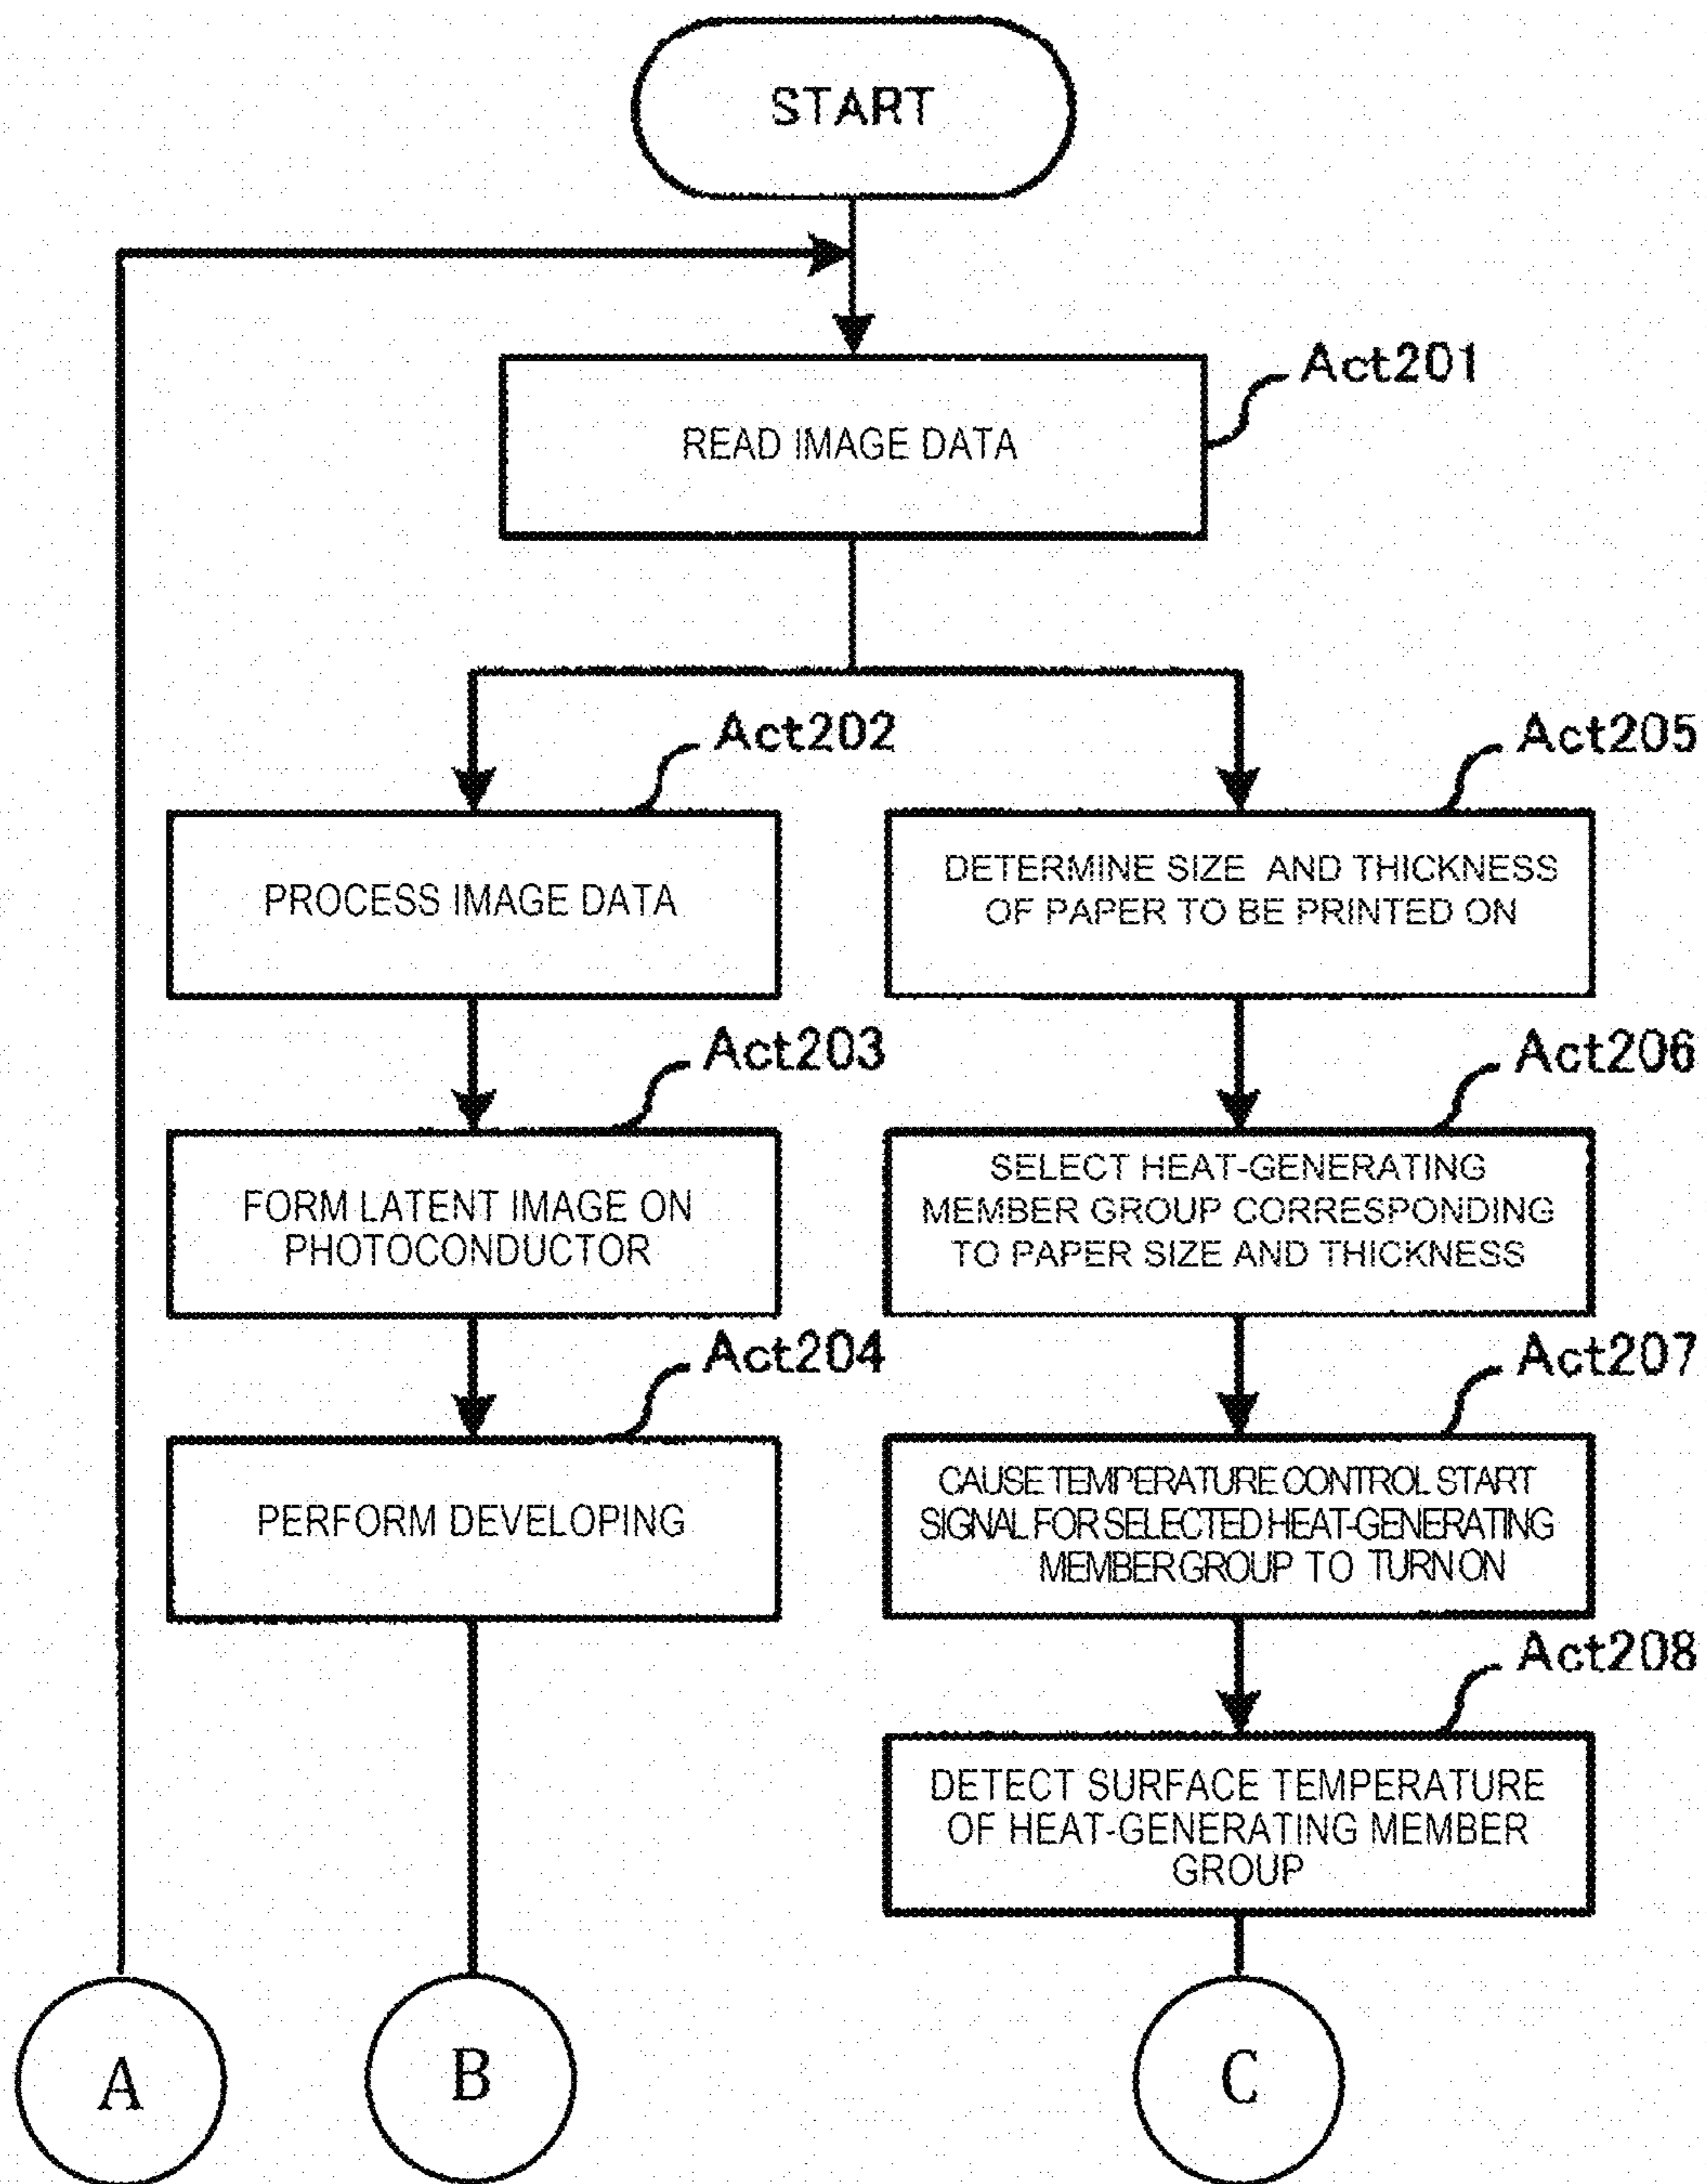 START
Act201
READ IMAGE DATA
Act202
PROCESS IMAGE DATA
Act203
FORM LATENT IMAGE ON
PHOTOCONDUCTOR
Act204
PERFORM DEVELOPING
Act205
DETERMINE SIZE AND THICKNESS
OF PAPER TO BE PRINTED ON
Act206
SELECT HEAT-GENERATING
MEMBER GROUP CORRESPONDING
TO PAPER SIZE AND THICKNESS
Act207
CAUSE TEMPERATURE CONTROL START
SIGNAL FOR SELECTED HEAT-GENERATING
MEMBER GROUP TO TURN ON
Act208
DETECT SURFACE TEMPERATURE
OF HEAT-GENERATING MEMBER
GROUP
A
B
C